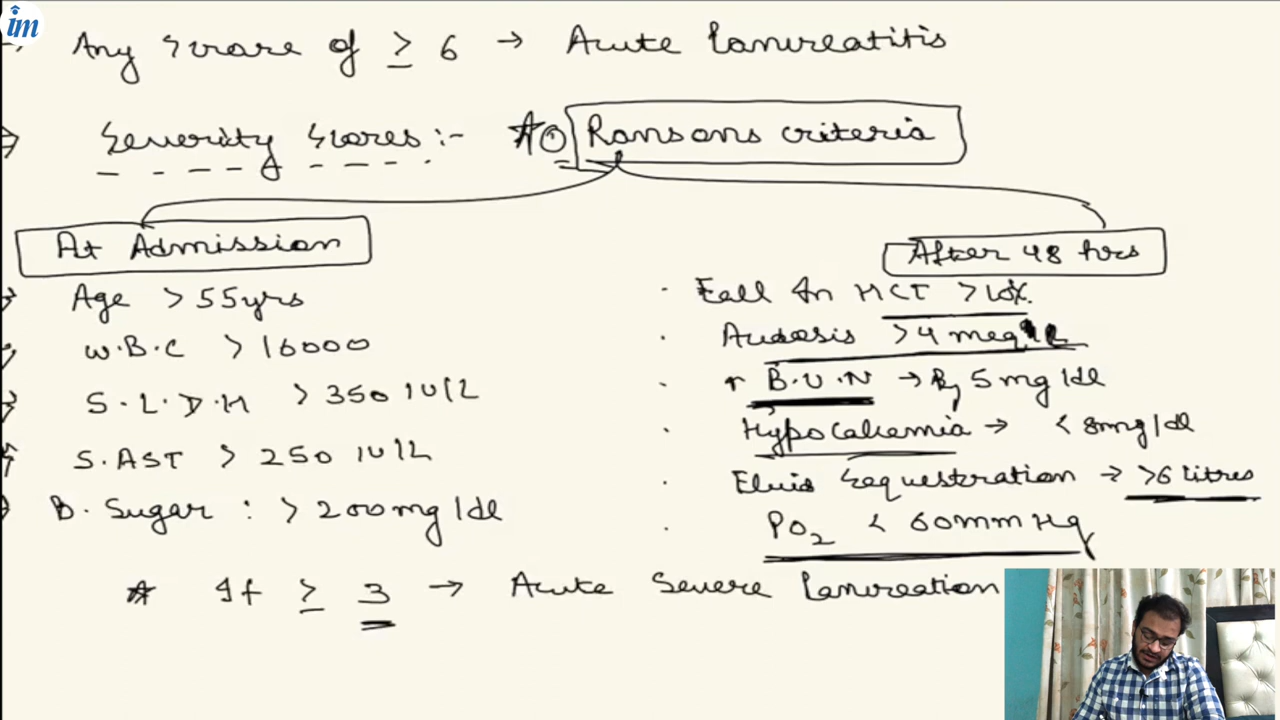 im
Any score of ≥ 6 → Acute Pancreatitis
Severity Scores :- ☆ ① Ransons criteria
At Admission
Age > 55yrs
W.B.C > 16000
S.L.D.H > 350 IU/L
S.AST > 250 IU/L
B. Sugar : > 200mg/dl
After 48 hrs
Fall In HCT > 10%.
Acidosis > 4 meq/L
↑ B.U.N → By 5mg/dl
Hypocalcemia → < 8mg/dl
Fluid Sequestration → >6 litres
PO₂ < 60mmHg
☆ If ≥ 3 → Acute Severe Pancreatitis